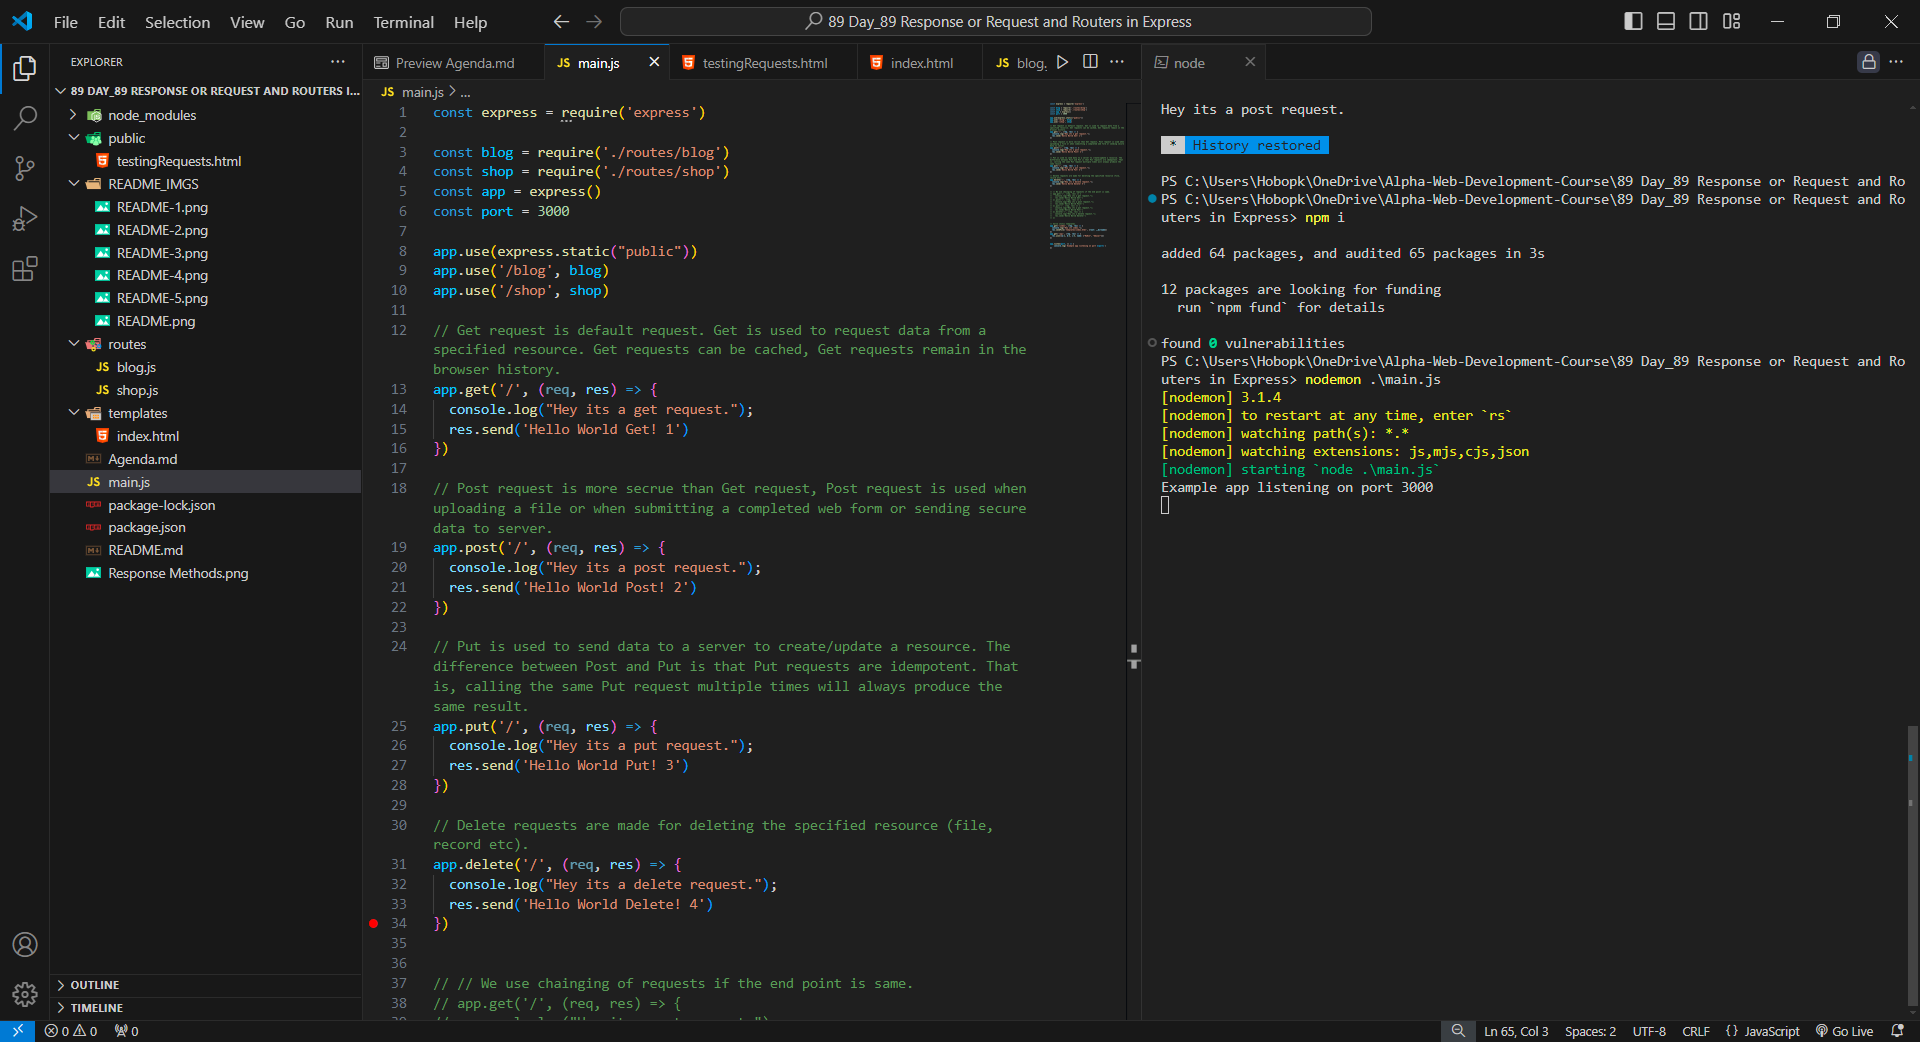 File Edit Selection View Go Run Terminal Help
89 Day_89 Response or Request and Routers in Express
EXPLORER
89 DAY_89 RESPONSE OR REQUEST AND ROUTERS I...
node_modules
public
testingRequests.html
README_IMGS
README-1.png
README-2.png
README-3.png
README-4.png
README-5.png
README.png
routes
JS blog.js
JS shop.js
templates
index.html
Agenda.md
JS main.js
package-lock.json
package.json
README.md
Response Methods.png
OUTLINE
TIMELINE
Preview Agenda.md
JS main.js
testingRequests.html
index.html
JS blog.
JS main.js > ...
1 const express = require('express')
2
3 const blog = require('./routes/blog')
4 const shop = require('./routes/shop')
5 const app = express()
6 const port = 3000
7
8 app.use(express.static("public"))
9 app.use('/blog', blog)
10 app.use('/shop', shop)
11
12 // Get request is default request. Get is used to request data from a
specified resource. Get requests can be cached, Get requests remain in the
browser history.
13 app.get('/', (req, res) => {
14 console.log("Hey its a get request.");
15 res.send('Hello World Get! 1')
16 })
17
18 // Post request is more secrue than Get request, Post request is used when
uploading a file or when submitting a completed web form or sending secure
data to server.
19 app.post('/', (req, res) => {
20 console.log("Hey its a post request.");
21 res.send('Hello World Post! 2')
22 })
23
24 // Put is used to send data to a server to create/update a resource. The
difference between Post and Put is that Put requests are idempotent. That
is, calling the same Put request multiple times will always produce the
same result.
25 app.put('/', (req, res) => {
26 console.log("Hey its a put request.");
27 res.send('Hello World Put! 3')
28 })
29
30 // Delete requests are made for deleting the specified resource (file,
record etc).
31 app.delete('/', (req, res) => {
32 console.log("Hey its a delete request.");
33 res.send('Hello World Delete! 4')
34 })
35
36
37 // // We use chainging of requests if the end point is same.
38 // app.get('/', (req, res) => {
node
Hey its a post request.
* History restored
PS C:\Users\Hobopk\OneDrive\Alpha-Web-Development-Course\89 Day_89 Response or Request and Ro
PS C:\Users\Hobopk\OneDrive\Alpha-Web-Development-Course\89 Day_89 Response or Request and Ro
uters in Express> npm i
added 64 packages, and audited 65 packages in 3s
12 packages are looking for funding
run `npm fund` for details
found 0 vulnerabilities
PS C:\Users\Hobopk\OneDrive\Alpha-Web-Development-Course\89 Day_89 Response or Request and Ro
uters in Express> nodemon .\main.js
[nodemon] 3.1.4
[nodemon] to restart at any time, enter `rs`
[nodemon] watching path(s): *.*
[nodemon] watching extensions: js,mjs,cjs,json
[nodemon] starting `node .\main.js`
Example app listening on port 3000
0 0 0
Ln 65, Col 3 Spaces: 2 UTF-8 CRLF {} JavaScript Go Live